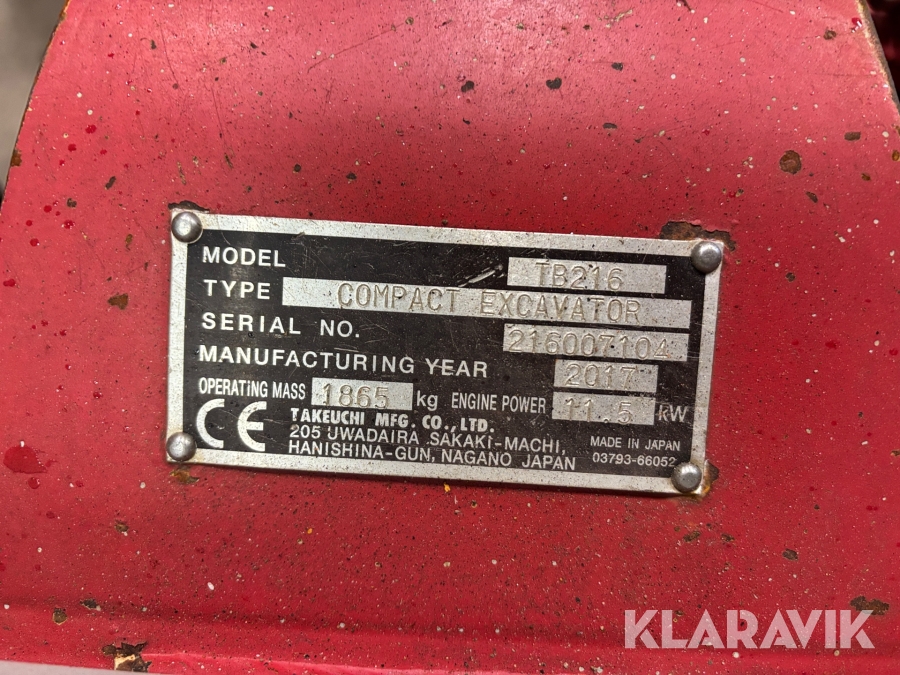 MODEL TB216
TYPE COMPACT EXCAVATOR
SERIAL NO. 216007104
MANUFACTURING YEAR 2017
OPERATING MASS 1865 kg ENGINE POWER 11.5 kW
CE TAKEUCHI MFG. CO., LTD.
205 UWADAIRA SAKAKI-MACHI,
HANISHINA-GUN, NAGANO JAPAN
MADE IN JAPAN
03793-66052
KLARAVIK